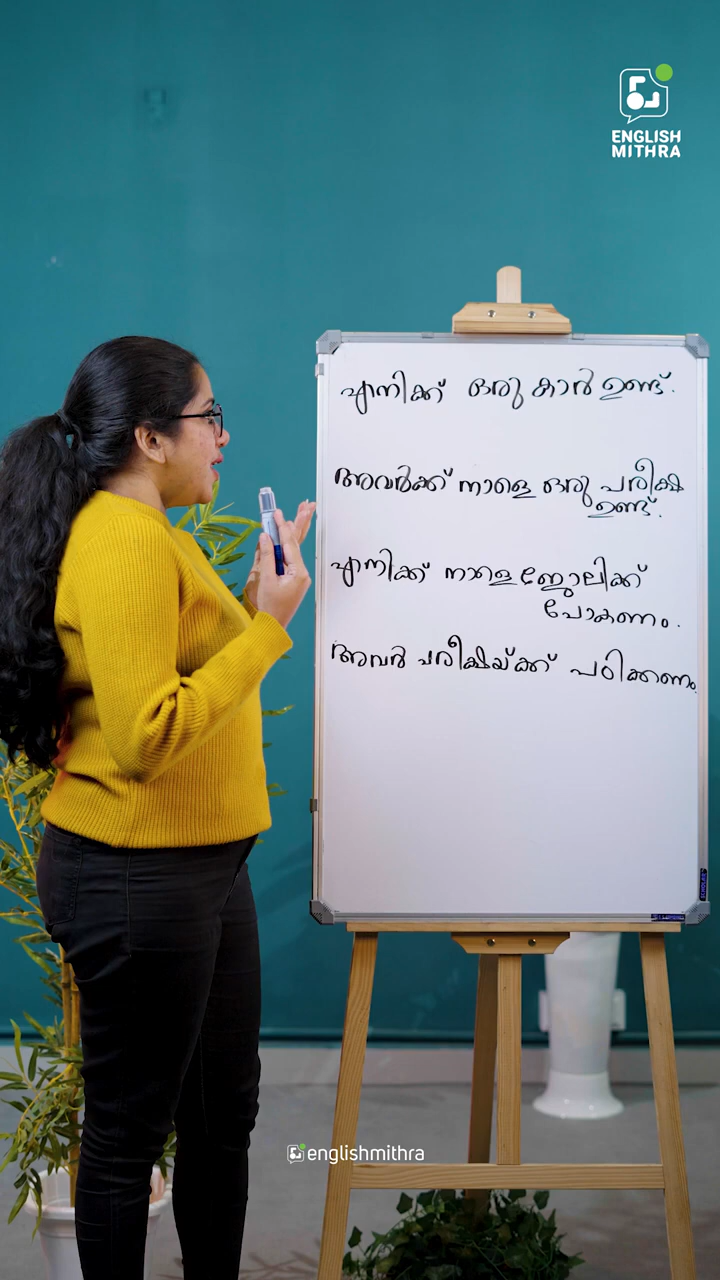 ENGLISH
MITHRA
എനിക്ക് ഒരു കാർ ഉണ്ട്.
അവർക്ക് നാളെ ഒരു പരീക്ഷ
ഉണ്ട്.
എനിക്ക് നാളെ ജോലിക്ക്
പോകണം.
അവർ പരീക്ഷയ്ക്ക് പഠിക്കണം.
englishmithra